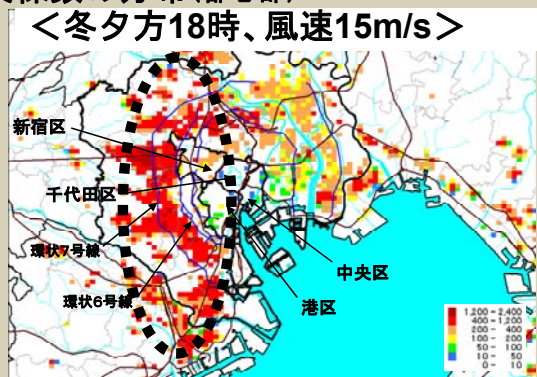 <冬夕方18時、風速15m/s>
新宿区
千代田区
環状7号線
環状6号線
中央区
港区
1,200 - 2,400
400 - 1,200
200 - 400
100 - 200
50 - 100
10 - 50
0 - 10